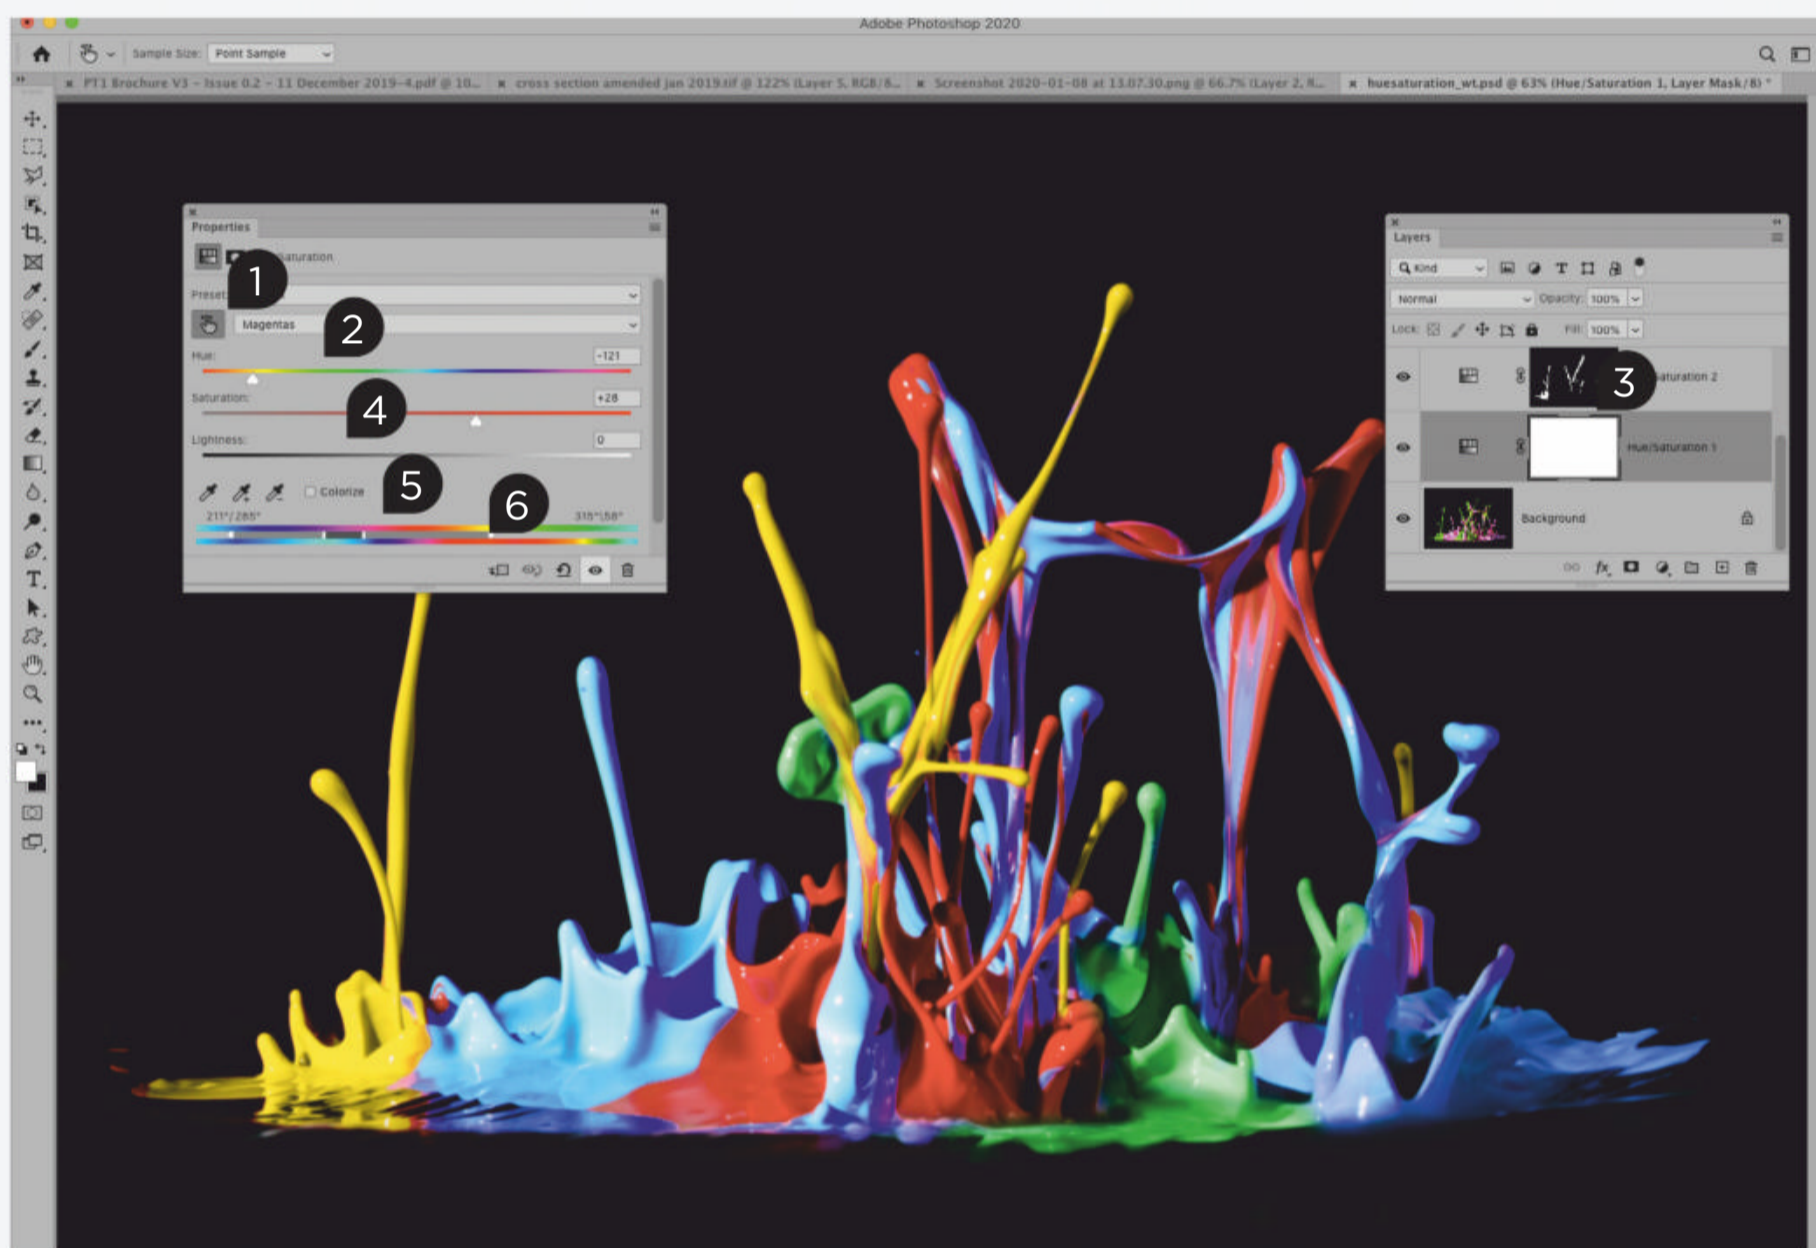 Adobe Photoshop 2020
Sample Size: Point Sample
PT1 Brochure V3 – Issue 0.2 – 11 December 2019-4.pdf @ 10...
cross section amended jan 2019.tif @ 122% (Layer 5, RGB/8...
Screenshot 2020-01-08 at 13.07.30.png @ 66.7% (Layer 2, R...
huesaturation_wt.psd @ 63% (Hue/Saturation 1, Layer Mask/8) *
Properties
Saturation
1
Preset:
Magentas
2
Hue:
-121
Saturation:
+28
4
Lightness:
0
5
Colorize
6
211°/285°
315°\58°
Layers
Kind
Normal
Opacity: 100%
Lock:
Fill: 100%
3
aturation 2
Hue/Saturation 1
Background
fx